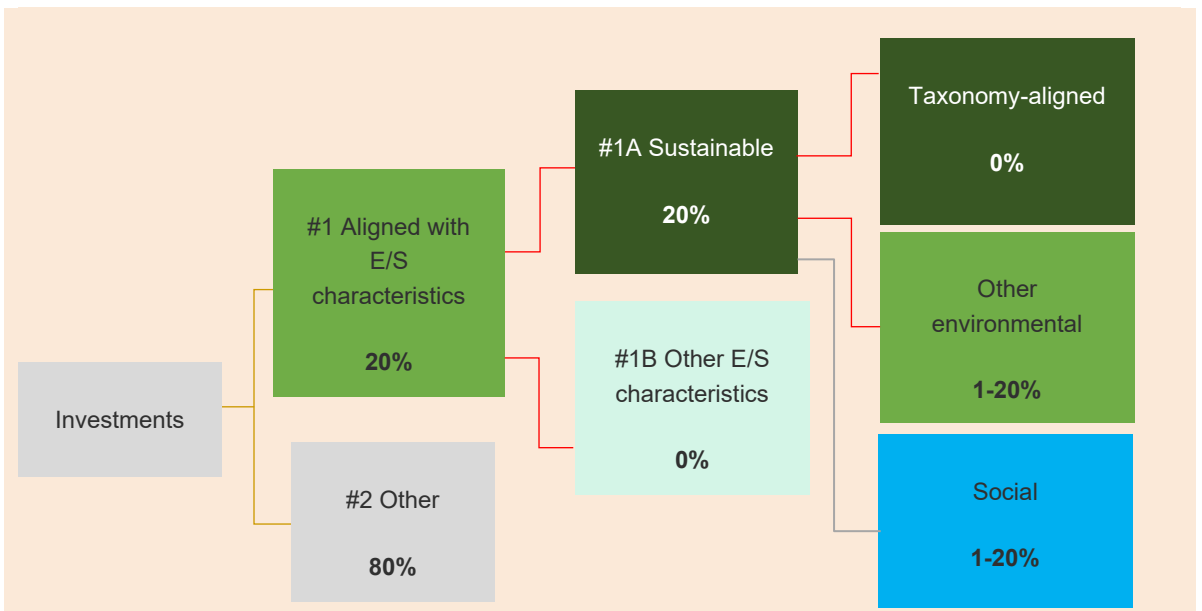 Investments
#1 Aligned with
E/S
characteristics
20%
#2 Other
80%
#1A Sustainable
20%
#1B Other E/S
characteristics
0%
Taxonomy-aligned
0%
Other
environmental
1-20%
Social
1-20%